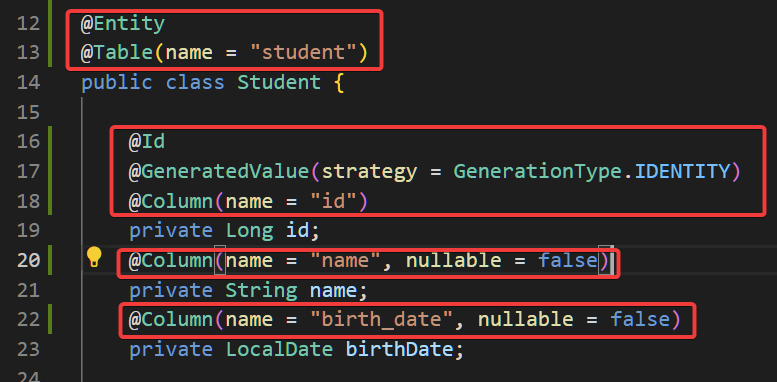 12 @Entity
13 @Table(name = "student")
14 public class Student {
15
16 @Id
17 @GeneratedValue(strategy = GenerationType.IDENTITY)
18 @Column(name = "id")
19 private Long id;
20 @Column(name = "name", nullable = false)
21 private String name;
22 @Column(name = "birth_date", nullable = false)
23 private LocalDate birthDate;
24